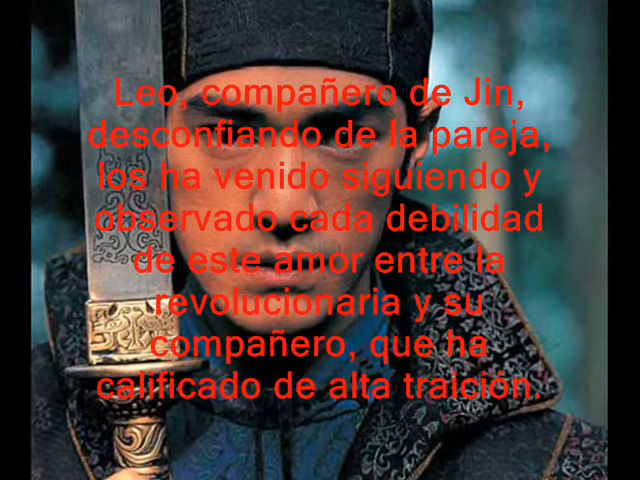 Leo, compañero de Jin,
desconfiando de la pareja,
los ha venido siguiendo y
observado cada debilidad
de este amor entre la
revolucionaria y su
compañero, que ha
calificado de alta traición.